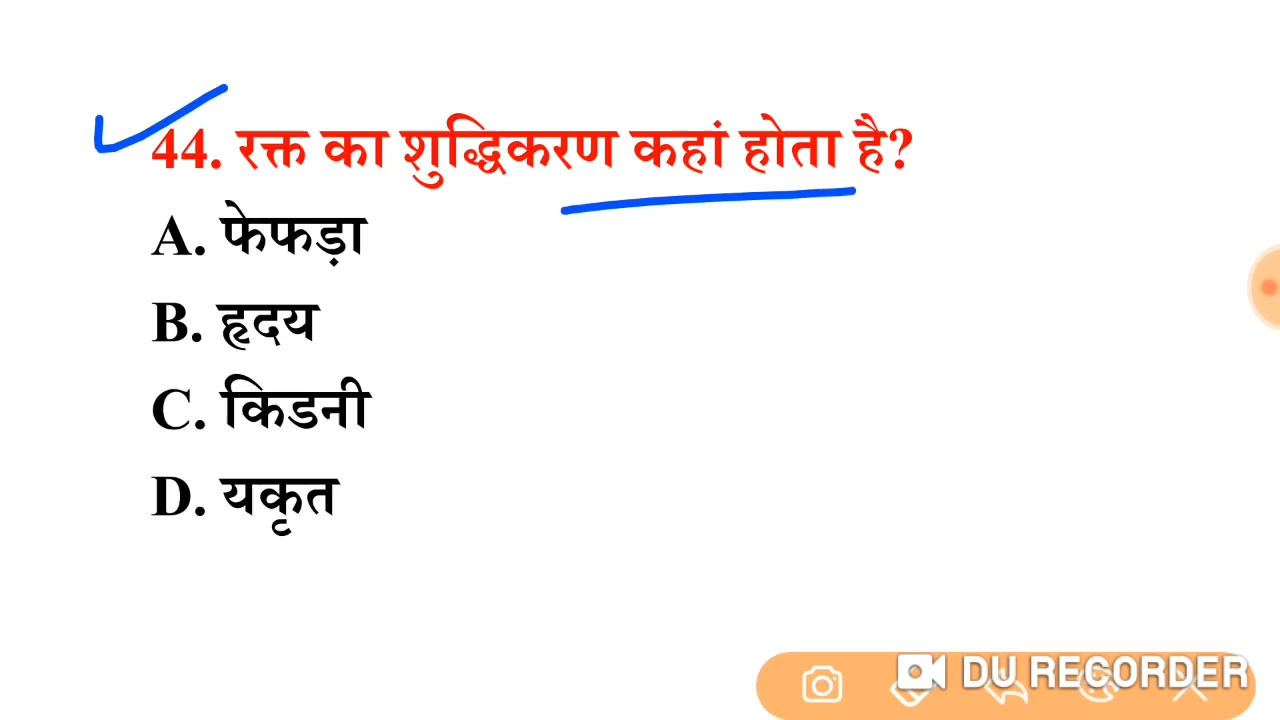 44. रक्त का शुद्धिकरण कहां होता है?
A. फेफड़ा
B. हृदय
C. किडनी
D. यकृत
DU RECORDER